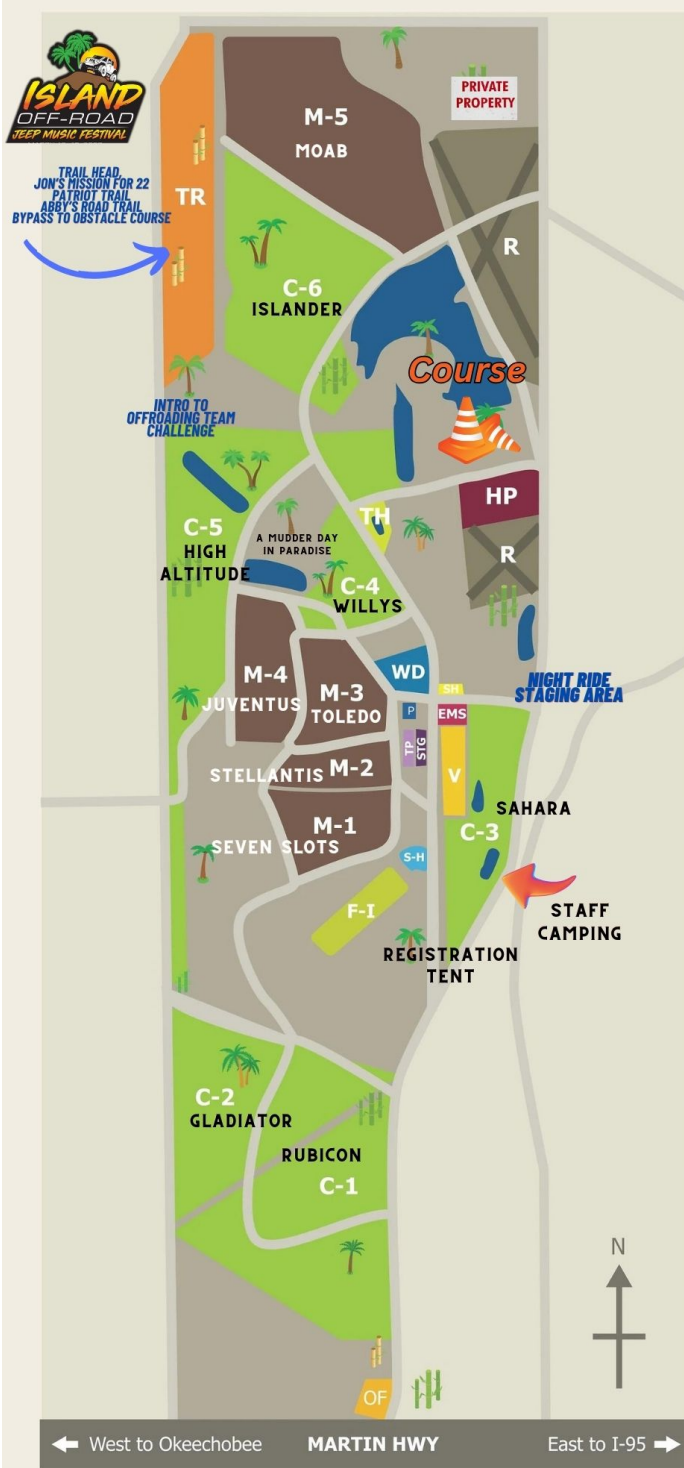 ISLAND
OFF-ROAD
JEEP MUSIC FESTIVAL
PRIVATE
PROPERTY
M-5
MOAB
TRAIL HEAD,
JON'S MISSION FOR 22
PATRIOT TRAIL
ABBY'S ROAD TRAIL
BYPASS TO OBSTACLE COURSE
TR
R
C-6
ISLANDER
Course
INTRO TO
OFFROADING TEAM
CHALLENGE
HP
TH
C-5
HIGH
ALTITUDE
A MUDDER DAY
IN PARADISE
R
C-4
WILLYS
M-4
JUVENTUS
M-3
TOLEDO
WD
SH
NIGHT RIDE
STAGING AREA
P
EMS
TP
STG
STELLANTIS
M-2
V
SAHARA
M-1
SEVEN SLOTS
C-3
S-H
F-I
STAFF
CAMPING
REGISTRATION
TENT
C-2
GLADIATOR
RUBICON
C-1
N
OF
West to Okeechobee
MARTIN HWY
East to I-95